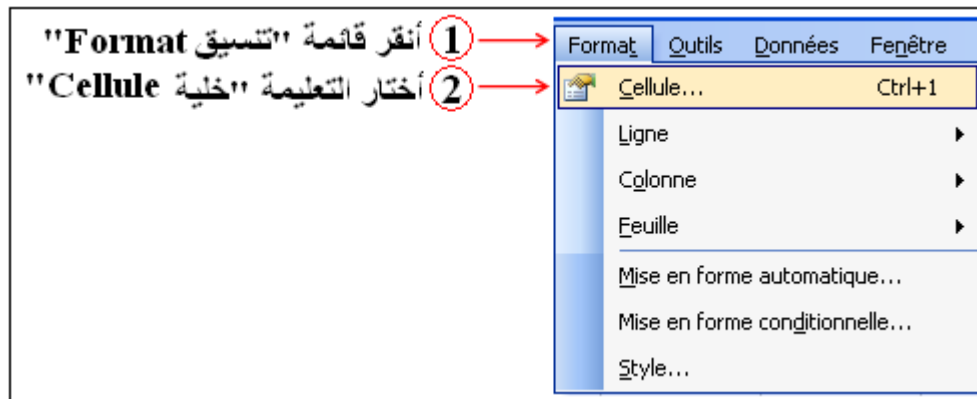 ① أنقر قائمة "تنسيق Format"
② أختار التعليمة "خلية Cellule"
Format Outils Données Fenêtre
Cellule... Ctrl+1
Ligne
Colonne
Feuille
Mise en forme automatique...
Mise en forme conditionnelle...
Style...